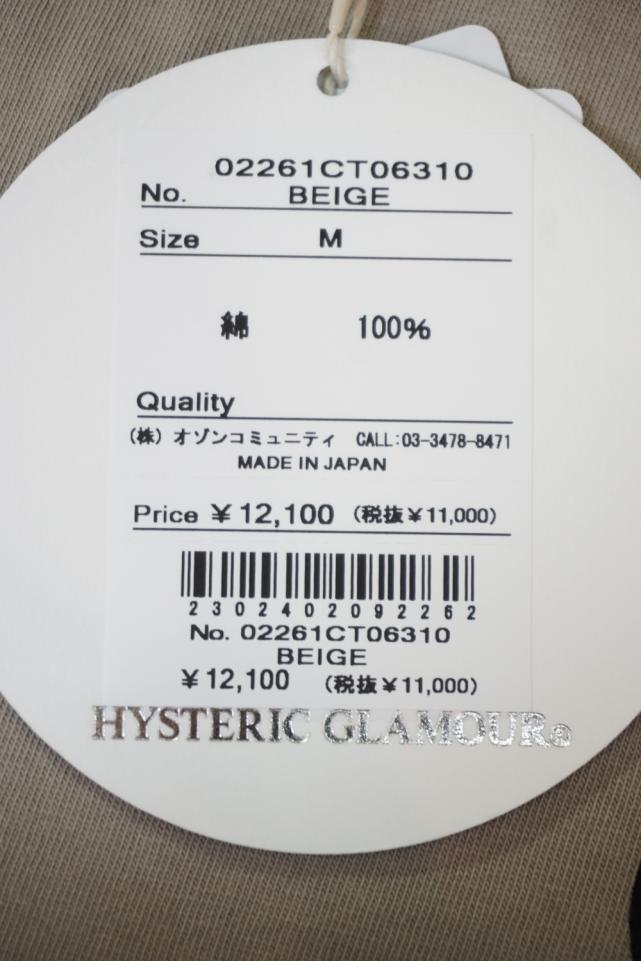 02261CT06310
No. BEIGE
Size M
綿 100%
Quality
(株) オゾンコミュニティ CALL:03-3478-8471
MADE IN JAPAN
Price ¥12,100 (税抜¥11,000)
2302402092262
No. 02261CT06310
BEIGE
¥12,100 (税抜¥11,000)
HYSTERIC GLAMOUR®